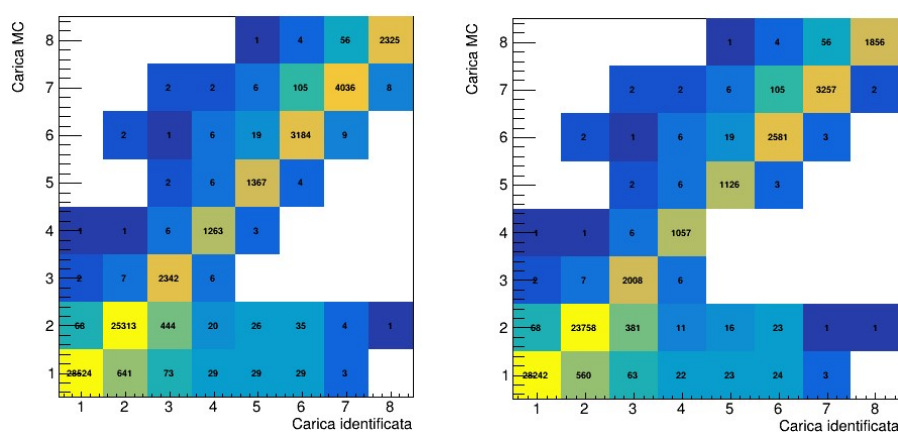 Carica MC
8 1 4 56 2325
7 2 2 6 105 4036 8
6 2 1 6 19 3184 9
5 2 6 1367 4
4 1 1 6 1263 3
3 2 7 2342 6
2 68 25313 444 20 26 35 4 1
1 28524 641 73 29 29 29 3
1 2 3 4 5 6 7 8
Carica identificata
Carica MC
8 1 4 56 1856
7 2 2 6 105 3257 2
6 2 1 6 19 2581 3
5 2 6 1126 3
4 1 1 6 1057
3 2 7 2008 6
2 68 23758 381 11 16 23 1 1
1 28242 560 63 22 23 24 3
1 2 3 4 5 6 7 8
Carica identificata